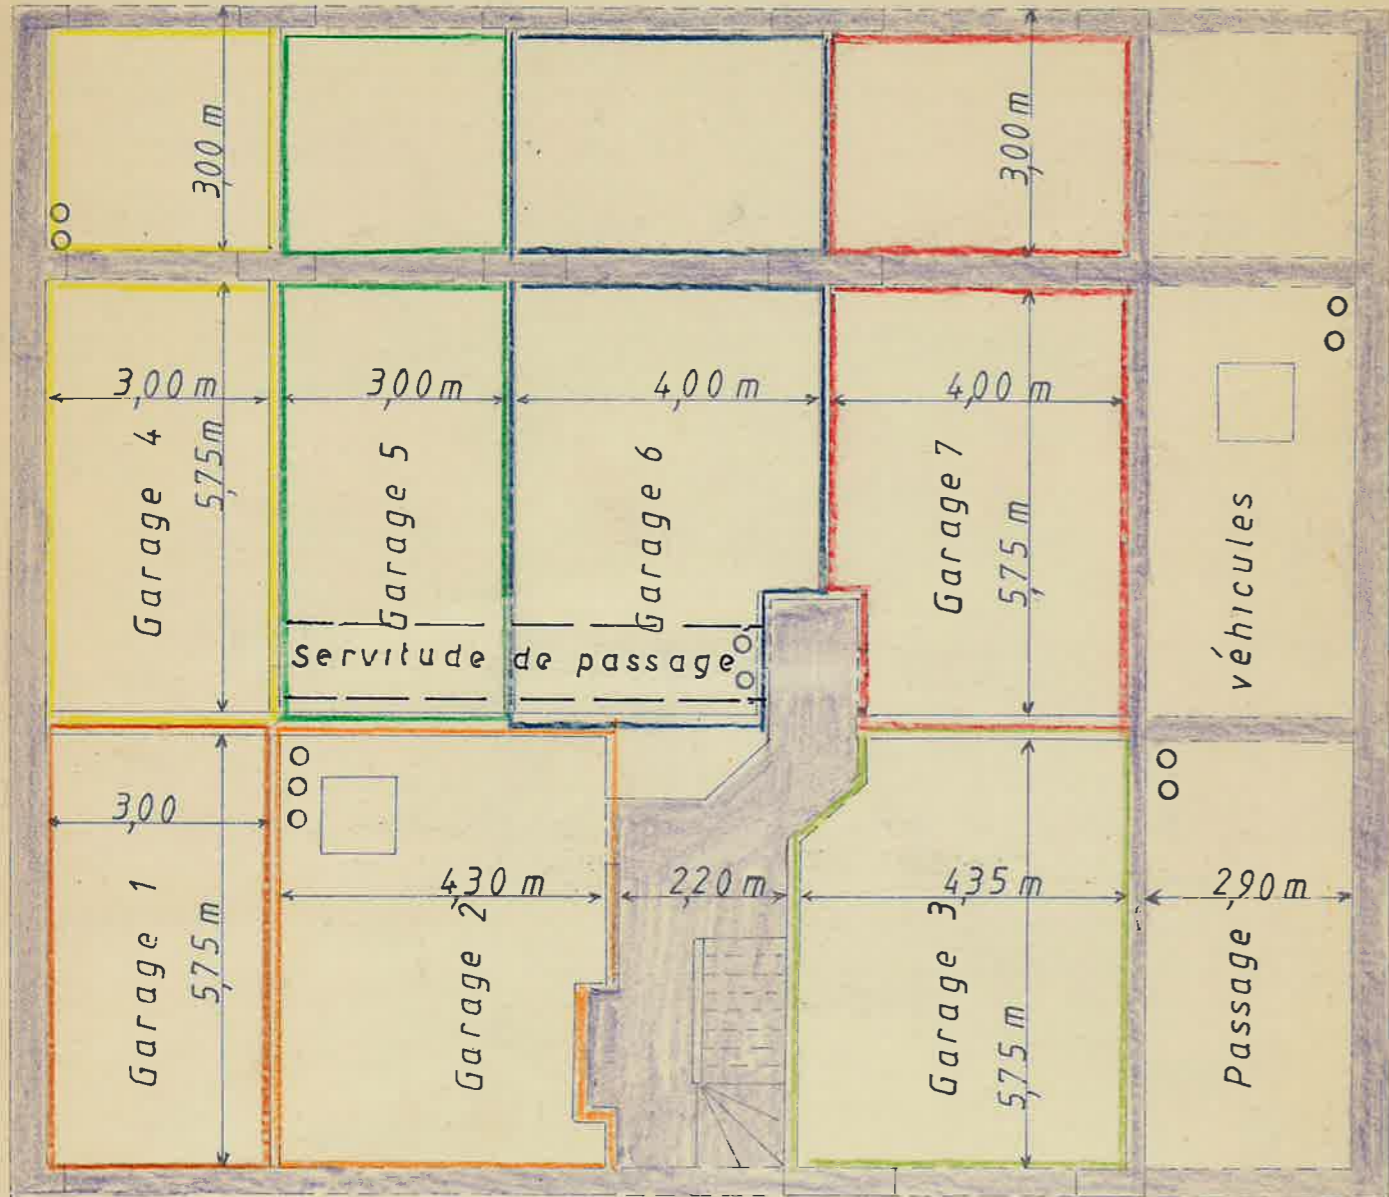 3,00 m
3,00 m
3,00 m
3,00 m
4,00 m
4,00 m
Garage 4
5,75 m
Garage 5
Garage 6
Garage 7
5,75 m
véhicules
Servitude de passage
3,00
4,30 m
2,20 m
4,35 m
2,90 m
Garage 1
5,75 m
Garage 2
Garage 3
5,75 m
Passage